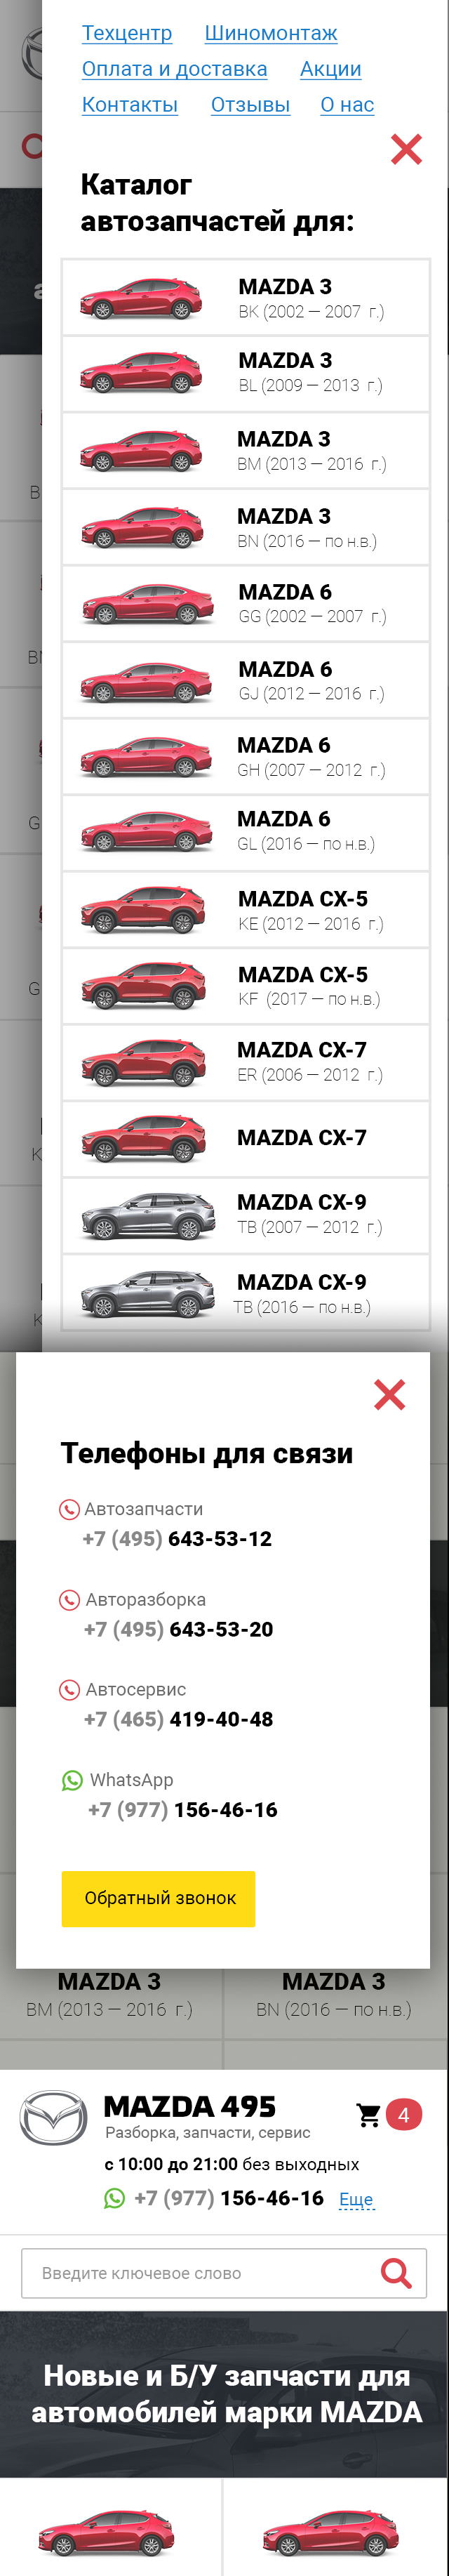 Техцентр Шиномонтаж
Оплата и доставка Акции
Контакты Отзывы О нас
Каталог
автозапчастей для:
MAZDA 3
BK (2002 — 2007 г.)
MAZDA 3
BL (2009 — 2013 г.)
MAZDA 3
BM (2013 — 2016 г.)
MAZDA 3
BN (2016 — по н.в.)
MAZDA 6
GG (2002 — 2007 г.)
MAZDA 6
GJ (2012 — 2016 г.)
MAZDA 6
GH (2007 — 2012 г.)
MAZDA 6
GL (2016 — по н.в.)
MAZDA CX-5
KE (2012 — 2016 г.)
MAZDA CX-5
KF (2017 — по н.в.)
MAZDA CX-7
ER (2006 — 2012 г.)
MAZDA CX-7
MAZDA CX-9
TB (2007 — 2012 г.)
MAZDA CX-9
TB (2016 — по н.в.)
Телефоны для связи
Автозапчасти
+7 (495) 643-53-12
Авторазборка
+7 (495) 643-53-20
Автосервис
+7 (465) 419-40-48
WhatsApp
+7 (977) 156-46-16
Обратный звонок
MAZDA 3 MAZDA 3
BM (2013 — 2016 г.) BN (2016 — по н.в.)
MAZDA 495
4
Разборка, запчасти, сервис
с 10:00 до 21:00 без выходных
+7 (977) 156-46-16 Еще
Введите ключевое слово
Новые и Б/У запчасти для
автомобилей марки MAZDA